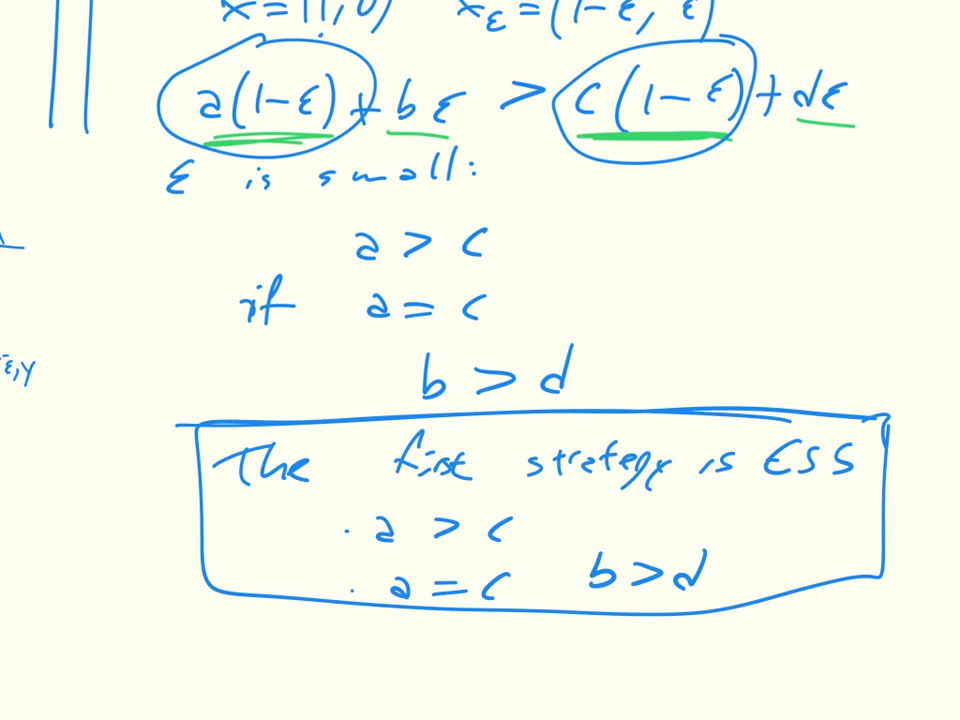 x = (1, 0) x_ε = (1-ε, ε)
a(1-ε) + bε > c(1-ε) + dε
ε is small:
a > c
if a = c
-ε, y
b > d
The first strategy is ESS
· a > c
· a = c b > d